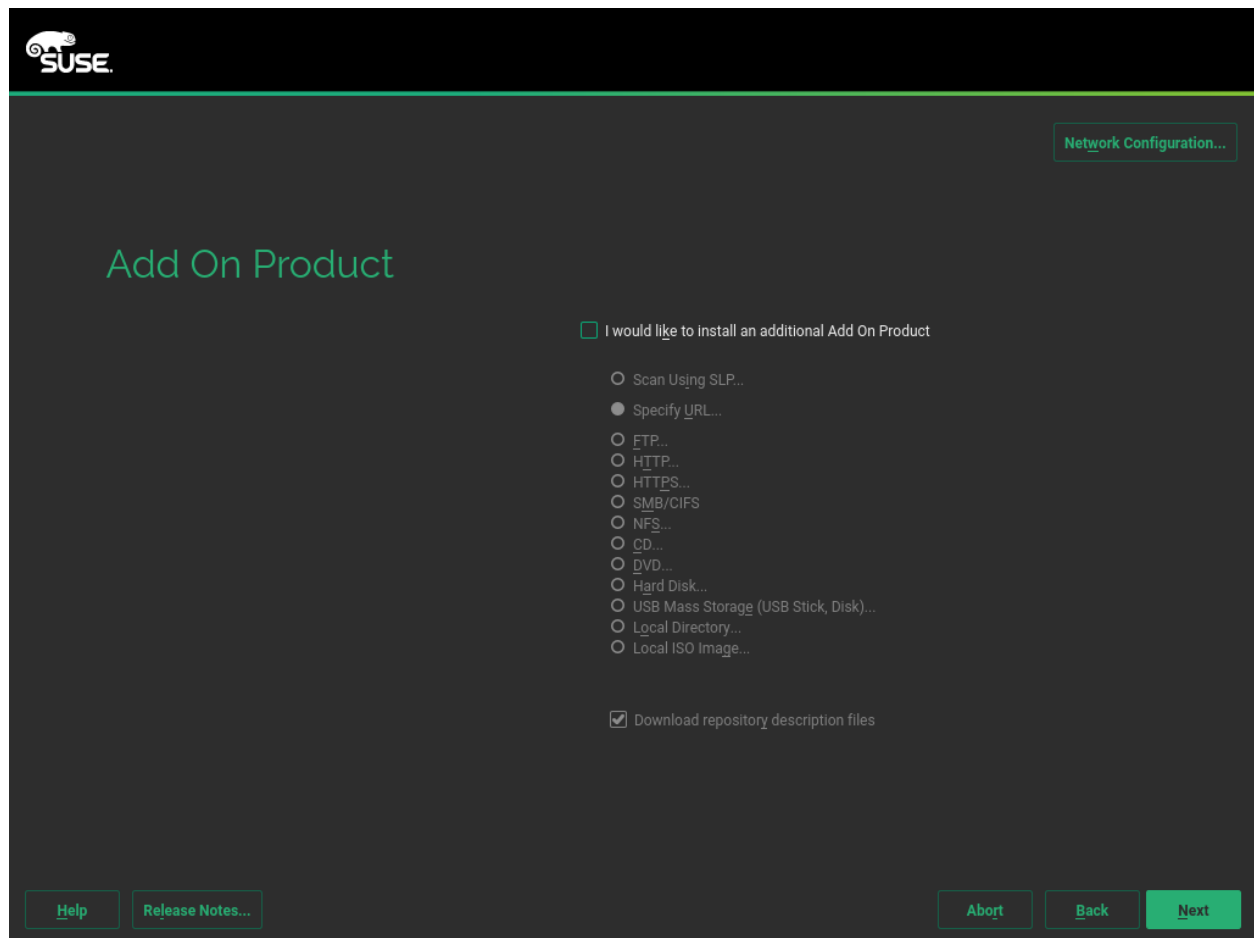 SUSE.
Network Configuration...
Add On Product
I would like to install an additional Add On Product
Scan Using SLP...
Specify URL...
FTP...
HTTP...
HTTPS...
SMB/CIFS
NFS...
CD...
DVD...
Hard Disk...
USB Mass Storage (USB Stick, Disk)...
Local Directory...
Local ISO Image...
Download repository description files
Help Release Notes... Abort Back Next